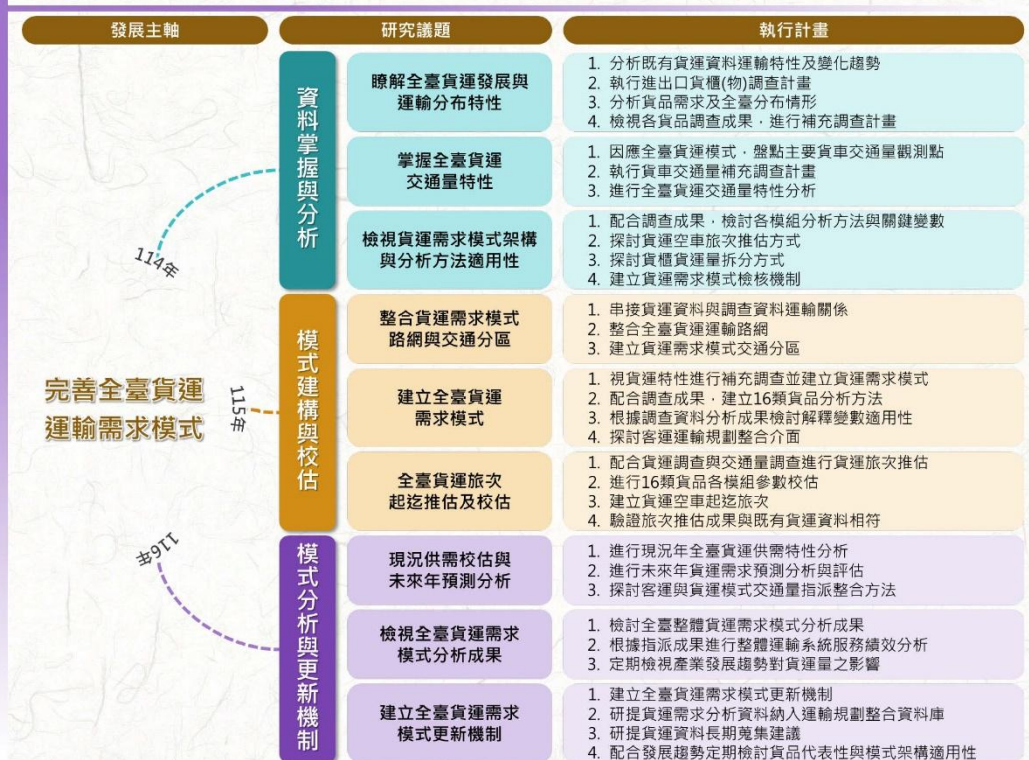 發展主軸
研究議題
執行計畫
完善全臺貨運
運輸需求模式
114年
資料掌握與分析
瞭解全臺貨運發展與
運輸分布特性
1. 分析既有貨運資料運輸特性及變化趨勢
2. 執行進出口貨櫃(物)調查計畫
3. 分析貨品需求及全臺分布情形
4. 檢視各貨品調查成果，進行補充調查計畫
掌握全臺貨運
交通量特性
1. 因應全臺貨運模式，盤點主要貨車交通量觀測點
2. 執行貨車交通量補充調查計畫
3. 進行全臺貨運交通量特性分析
檢視貨運需求模式架構
與分析方法適用性
1. 配合調查成果，檢討各模組分析方法與關鍵變數
2. 探討貨運空車旅次推估方式
3. 探討貨櫃貨運量拆分方式
4. 建立貨運需求模式檢核機制
115年
模式建構與校估
整合貨運需求模式
路網與交通分區
1. 串接貨運資料與調查資料運輸關係
2. 整合全臺貨運運輸路網
3. 建立貨運需求模式交通分區
建立全臺貨運
需求模式
1. 視貨運特性進行補充調查並建立貨運需求模式
2. 配合調查成果，建立16類貨品分析方法
3. 根據調查資料分析成果檢討解釋變數適用性
4. 探討客運運輸規劃整合介面
全臺貨運旅次
起迄推估及校估
1. 配合貨運調查與交通量調查進行貨運旅次推估
2. 進行16類貨品各模組參數校估
3. 建立貨運空車起迄旅次
4. 驗證旅次推估成果與既有貨運資料相符
116年
模式分析與更新機制
現況供需校估與
未來年預測分析
1. 進行現況年全臺貨運供需特性分析
2. 進行未來年貨運需求預測分析與評估
3. 探討客運與貨運模式交通量指派整合方法
檢視全臺貨運需求
模式分析成果
1. 檢討全臺整體貨運需求模式分析成果
2. 根據指派成果進行整體運輸系統服務績效分析
3. 定期檢視產業發展趨勢對貨運量之影響
建立全臺貨運需求
模式更新機制
1. 建立全臺貨運需求模式更新機制
2. 研提貨運需求分析資料納入運輸規劃整合資料庫
3. 研提貨運資料長期蒐集建議
4. 配合發展趨勢定期檢討貨品代表性與模式架構適用性